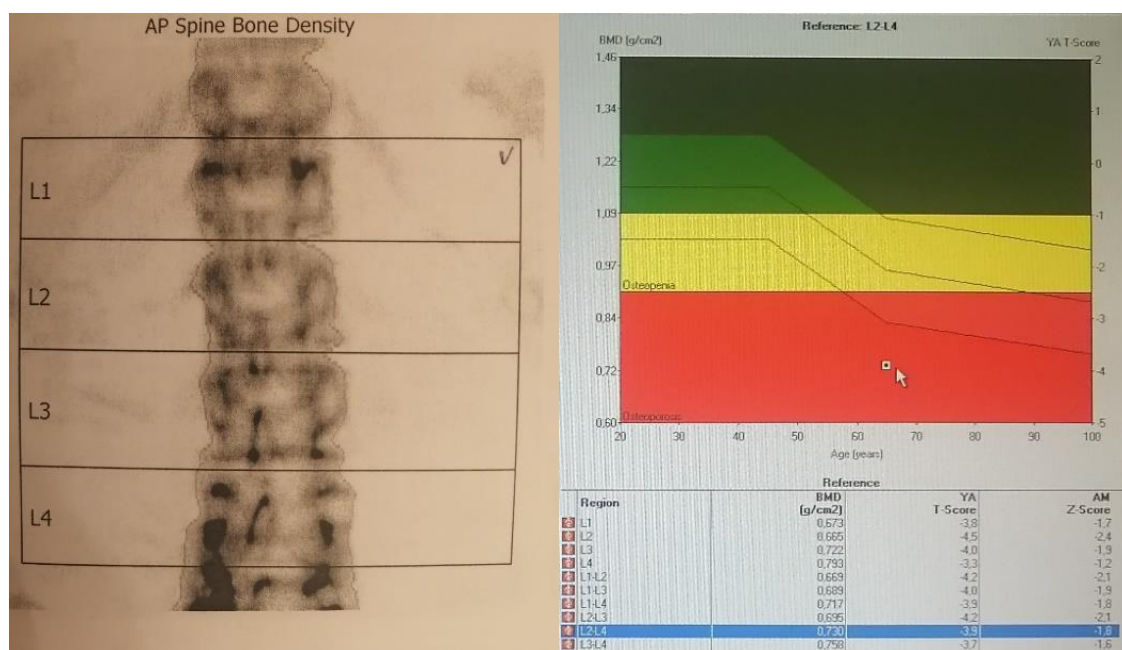 AP Spine Bone Density
L1
L2
L3
L4
V
Reference: L2-L4
BMD (g/cm2)
YA T-Score
1,46
1,34
1,22
1,09
0,97
0,84
0,72
0,60
2
1
0
-1
-2
-3
-4
-5
Osteopenia
Osteoporosis
20 30 40 50 60 70 80 90 100
Age (years)
Reference
Region BMD (g/cm2) YA T-Score AM Z-Score
L1 0,673 -3,8 -1,7
L2 0,665 -4,5 -2,4
L3 0,722 -4,0 -1,9
L4 0,793 -3,3 -1,2
L1-L2 0,669 -4,2 -2,1
L1-L3 0,689 -4,0 -1,9
L1-L4 0,717 -3,9 -1,8
L2-L3 0,695 -4,2 -2,1
L2-L4 0,730 -3,9 -1,8
L3-L4 0,758 -3,7 -1,6